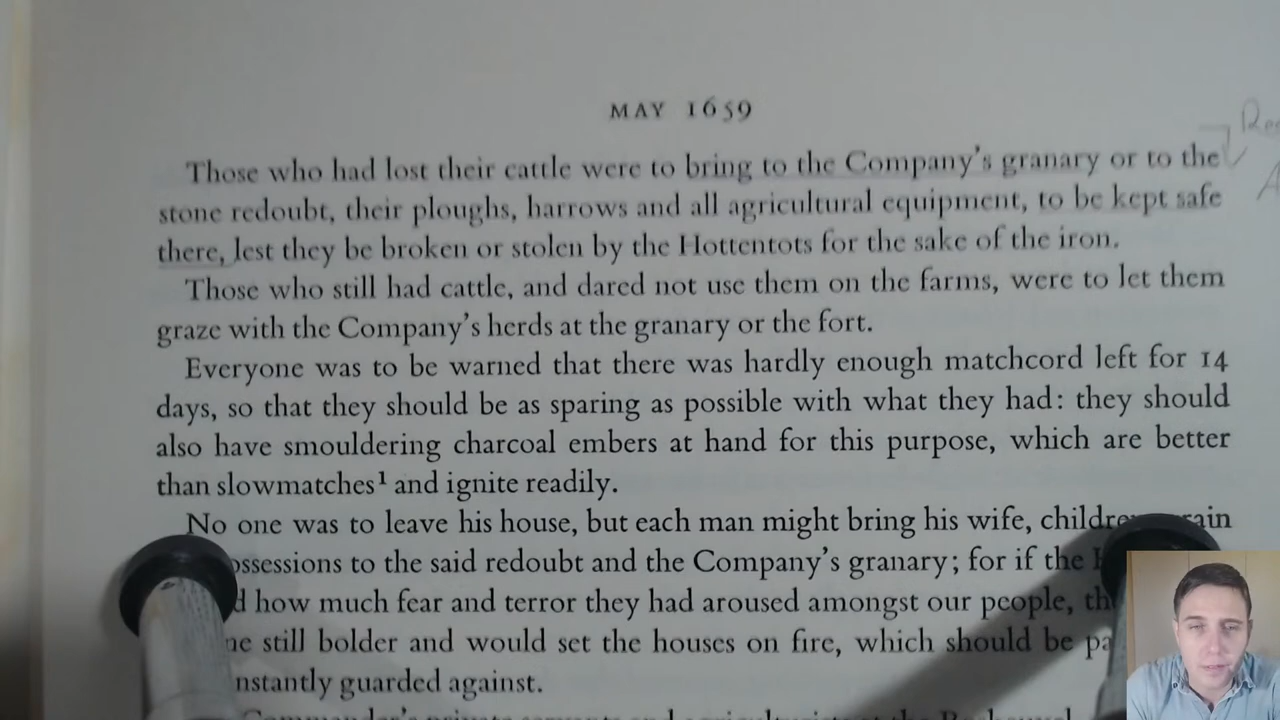 MAY 1659
Those who had lost their cattle were to bring to the Company's granary or to the
stone redoubt, their ploughs, harrows and all agricultural equipment, to be kept safe
there, lest they be broken or stolen by the Hottentots for the sake of the iron.
Those who still had cattle, and dared not use them on the farms, were to let them
graze with the Company's herds at the granary or the fort.
Everyone was to be warned that there was hardly enough matchcord left for 14
days, so that they should be as sparing as possible with what they had: they should
also have smouldering charcoal embers at hand for this purpose, which are better
than slowmatches¹ and ignite readily.
No one was to leave his house, but each man might bring his wife,
to the said redoubt and the Company's granary; for if the
how much fear and terror they had aroused amongst our people,
still bolder and would set the houses on fire, which should be
guarded against.